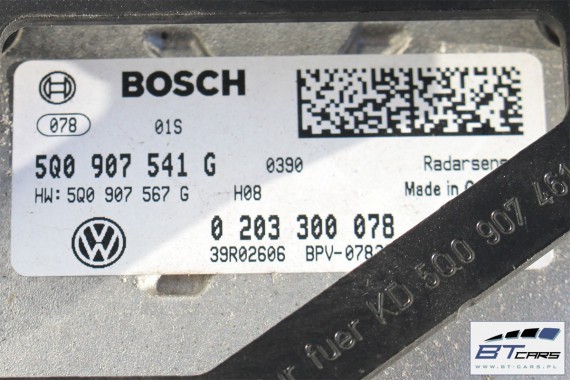 BOSCH
078 01S
5Q0 907 541 G 0390 Radarsens
HW: 5Q0 907 567 G H08 Made in G
0 203 300 078
39R02606 BPV-078
fuer KD 5Q0 907 461
BT CARS
WWW.BT-CARS.PL